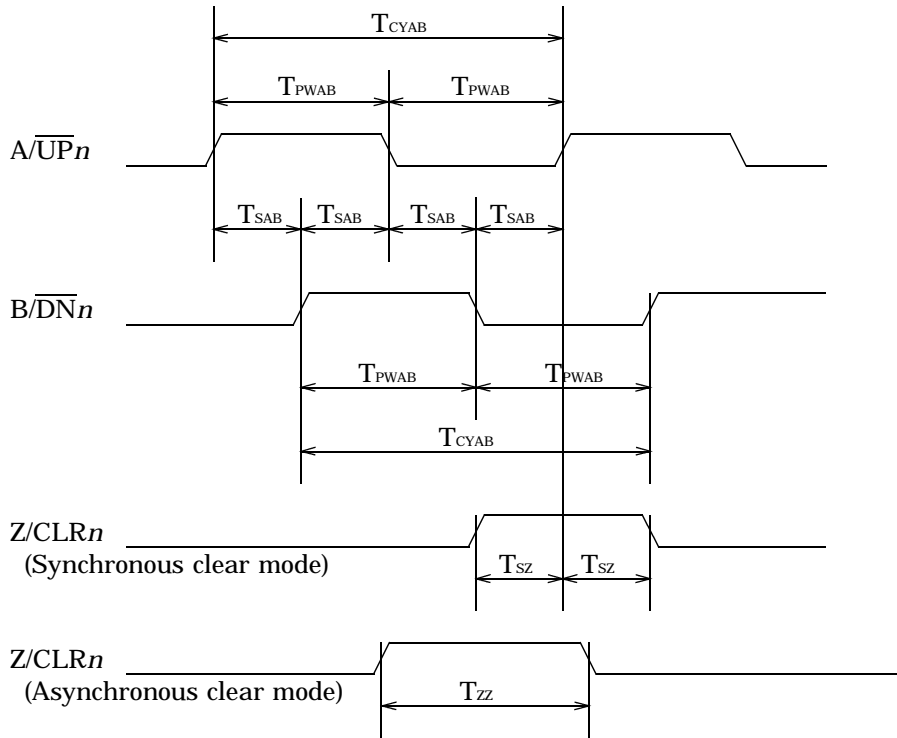 TCYAB
TPWAB TPWAB
A/UPn
TSAB TSAB TSAB TSAB
B/DNn
TPWAB TPWAB
TCYAB
Z/CLRn
(Synchronous clear mode)
TSZ TSZ
Z/CLRn
(Asynchronous clear mode)
TZZ